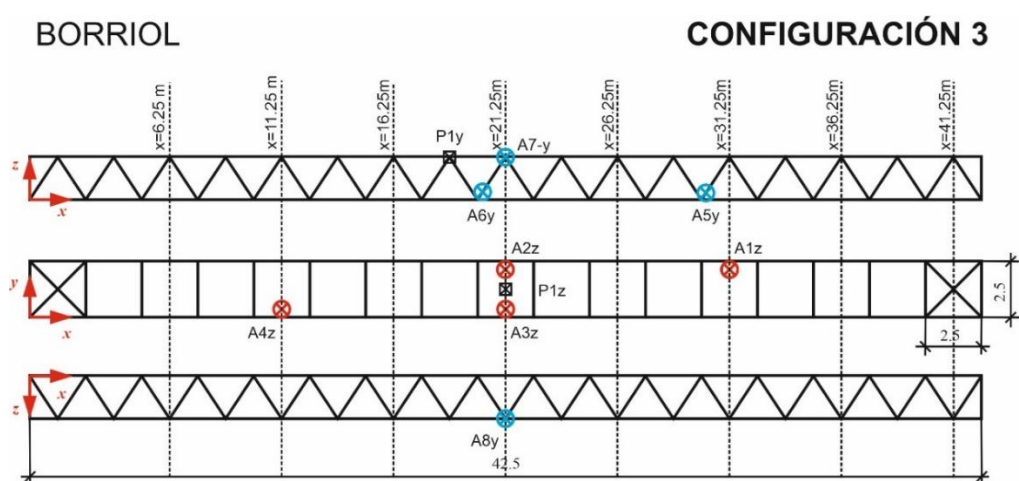 BORRIOL
CONFIGURACIÓN 3
x=6.25 m
x=11.25 m
x=16.25 m
x=21.25m
x=26.25m
x=31.25m
x=36.25m
x=41.25m
P1y
A7-y
z
x
A6y
A5y
A2z
A1z
y
P1z
2.5
x
A4z
A3z
2.5
x
z
A8y
42.5